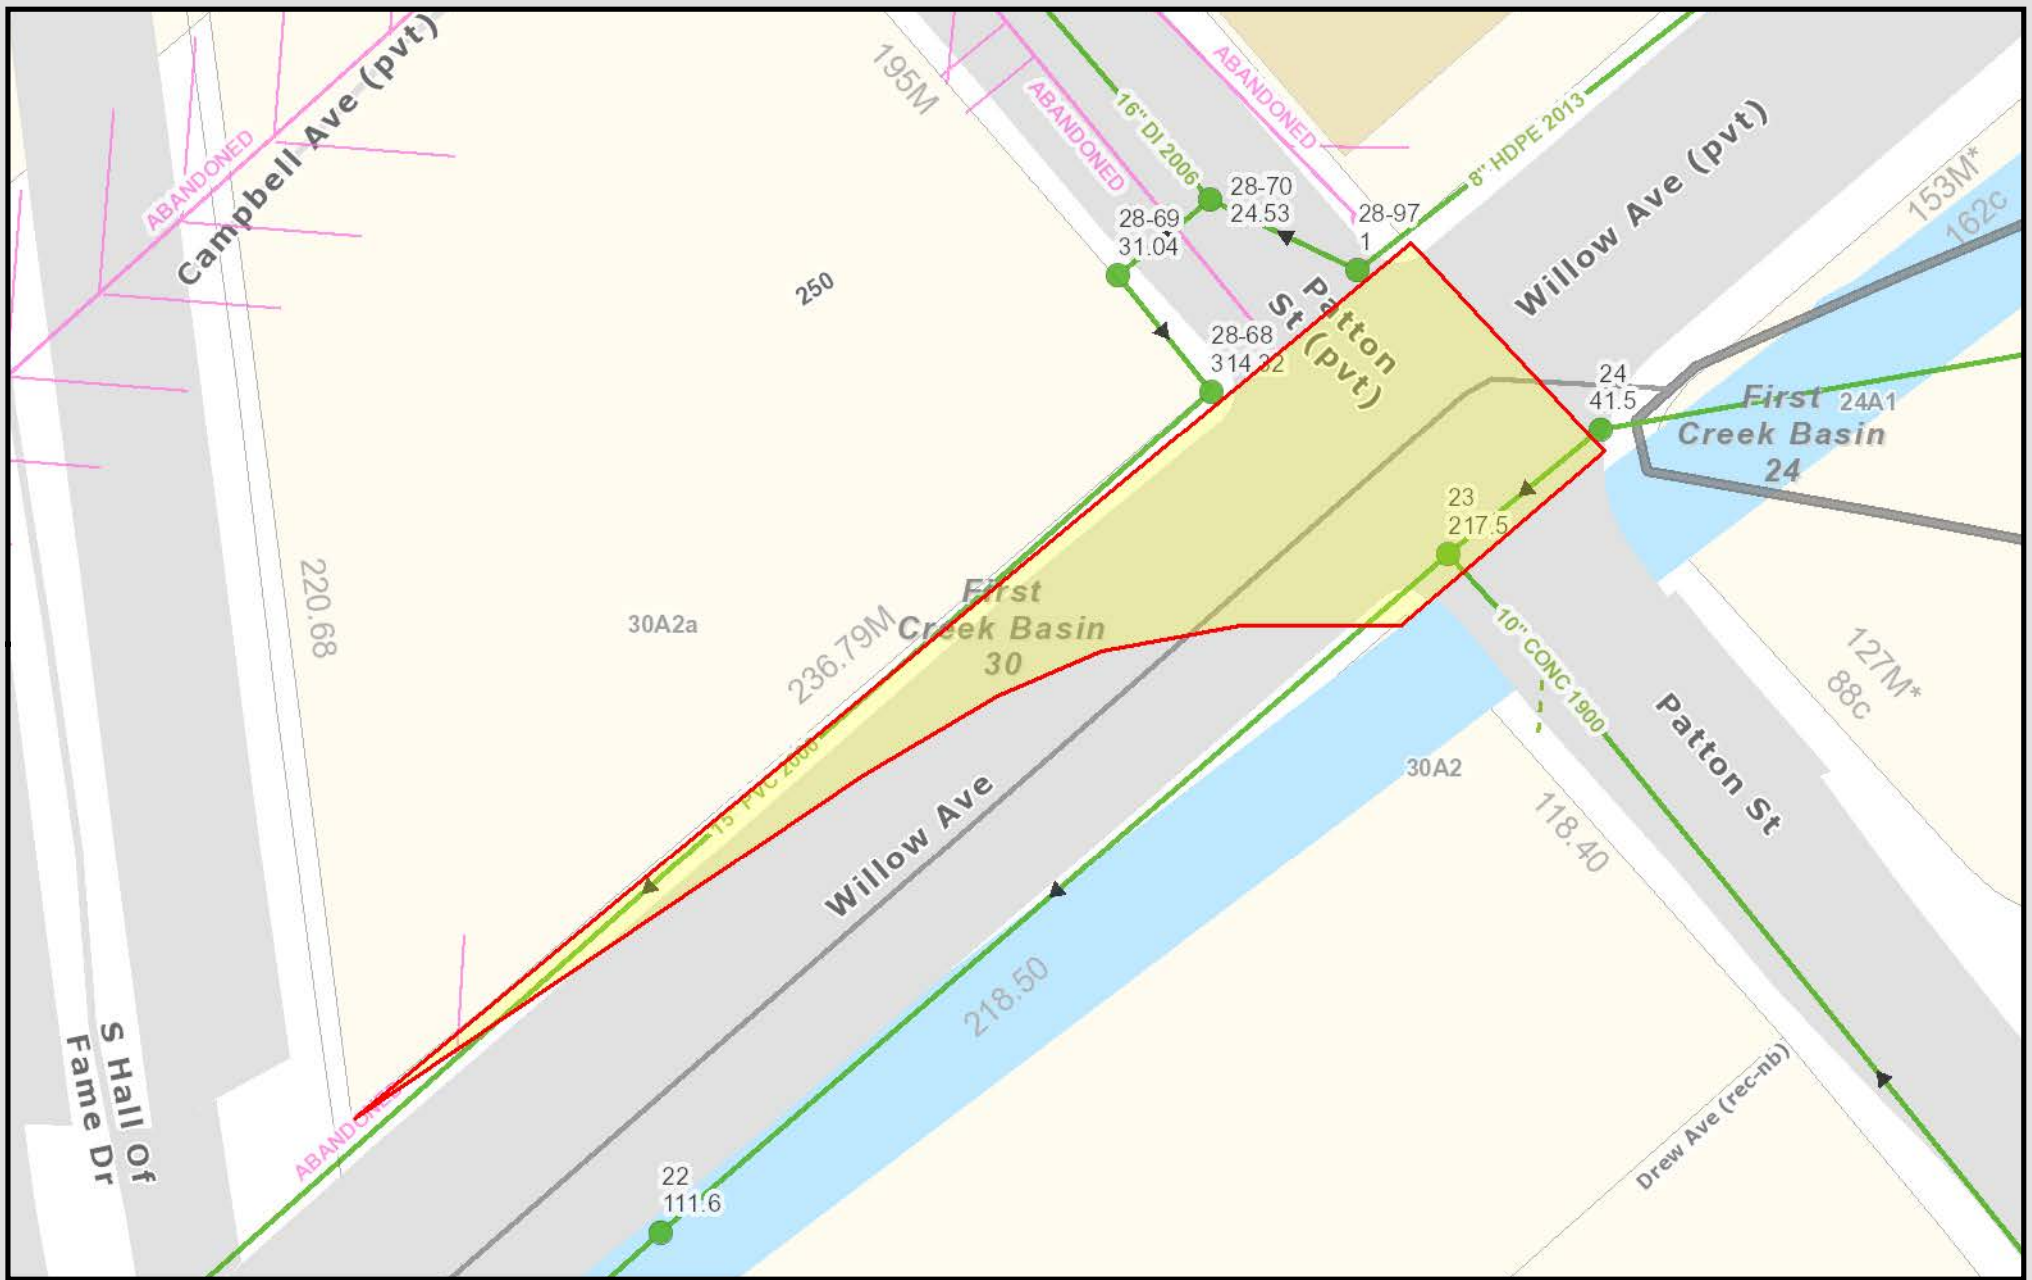 Campbell Ave (pvt)
ABANDONED
195M
ABANDONED
16" DI 2006
ABANDONED
8" HDPE 2013
Willow Ave (pvt)
153M*
162c
28-70
24.53
28-69
31.04
28-97
1
250
Patton
St (pvt)
28-68
314.32
24
41.5
First
Creek Basin
24
24A1
23
217.5
220.68
30A2a
236.79M
First
Creek Basin
30
10" CONC 1900
127M*
88c
Patton St
30A2
118.40
15" PVC 2006
Willow Ave
218.50
S Hall Of
Fame Dr
ABANDONED
22
111.6
Drew Ave (rec-nb)